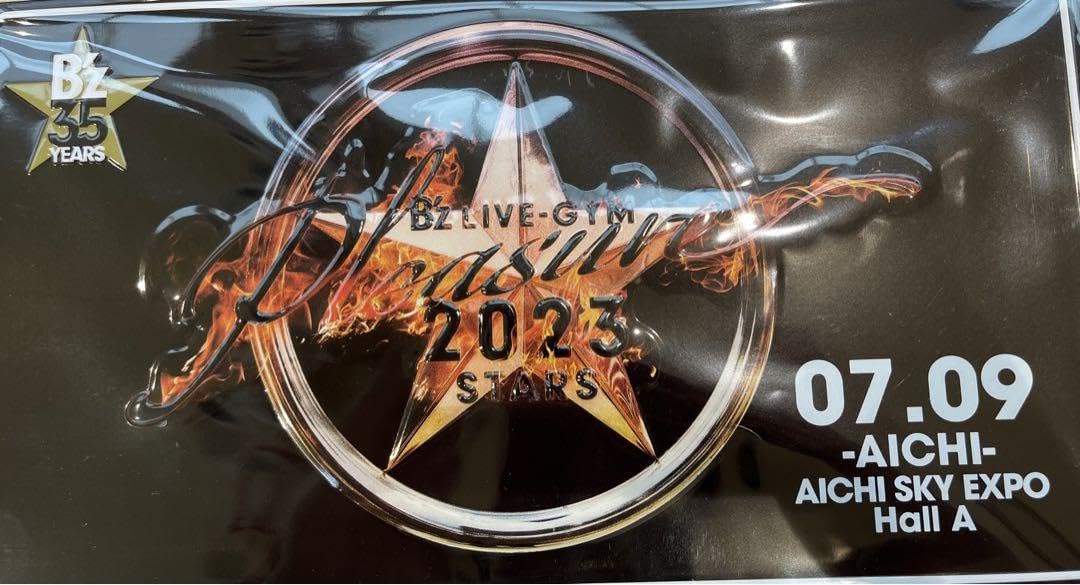 B'z
35
YEARS
B'z LIVE-GYM
Pleasure
2023
STARS
07.09
-AICHI-
AICHI SKY EXPO
Hall A